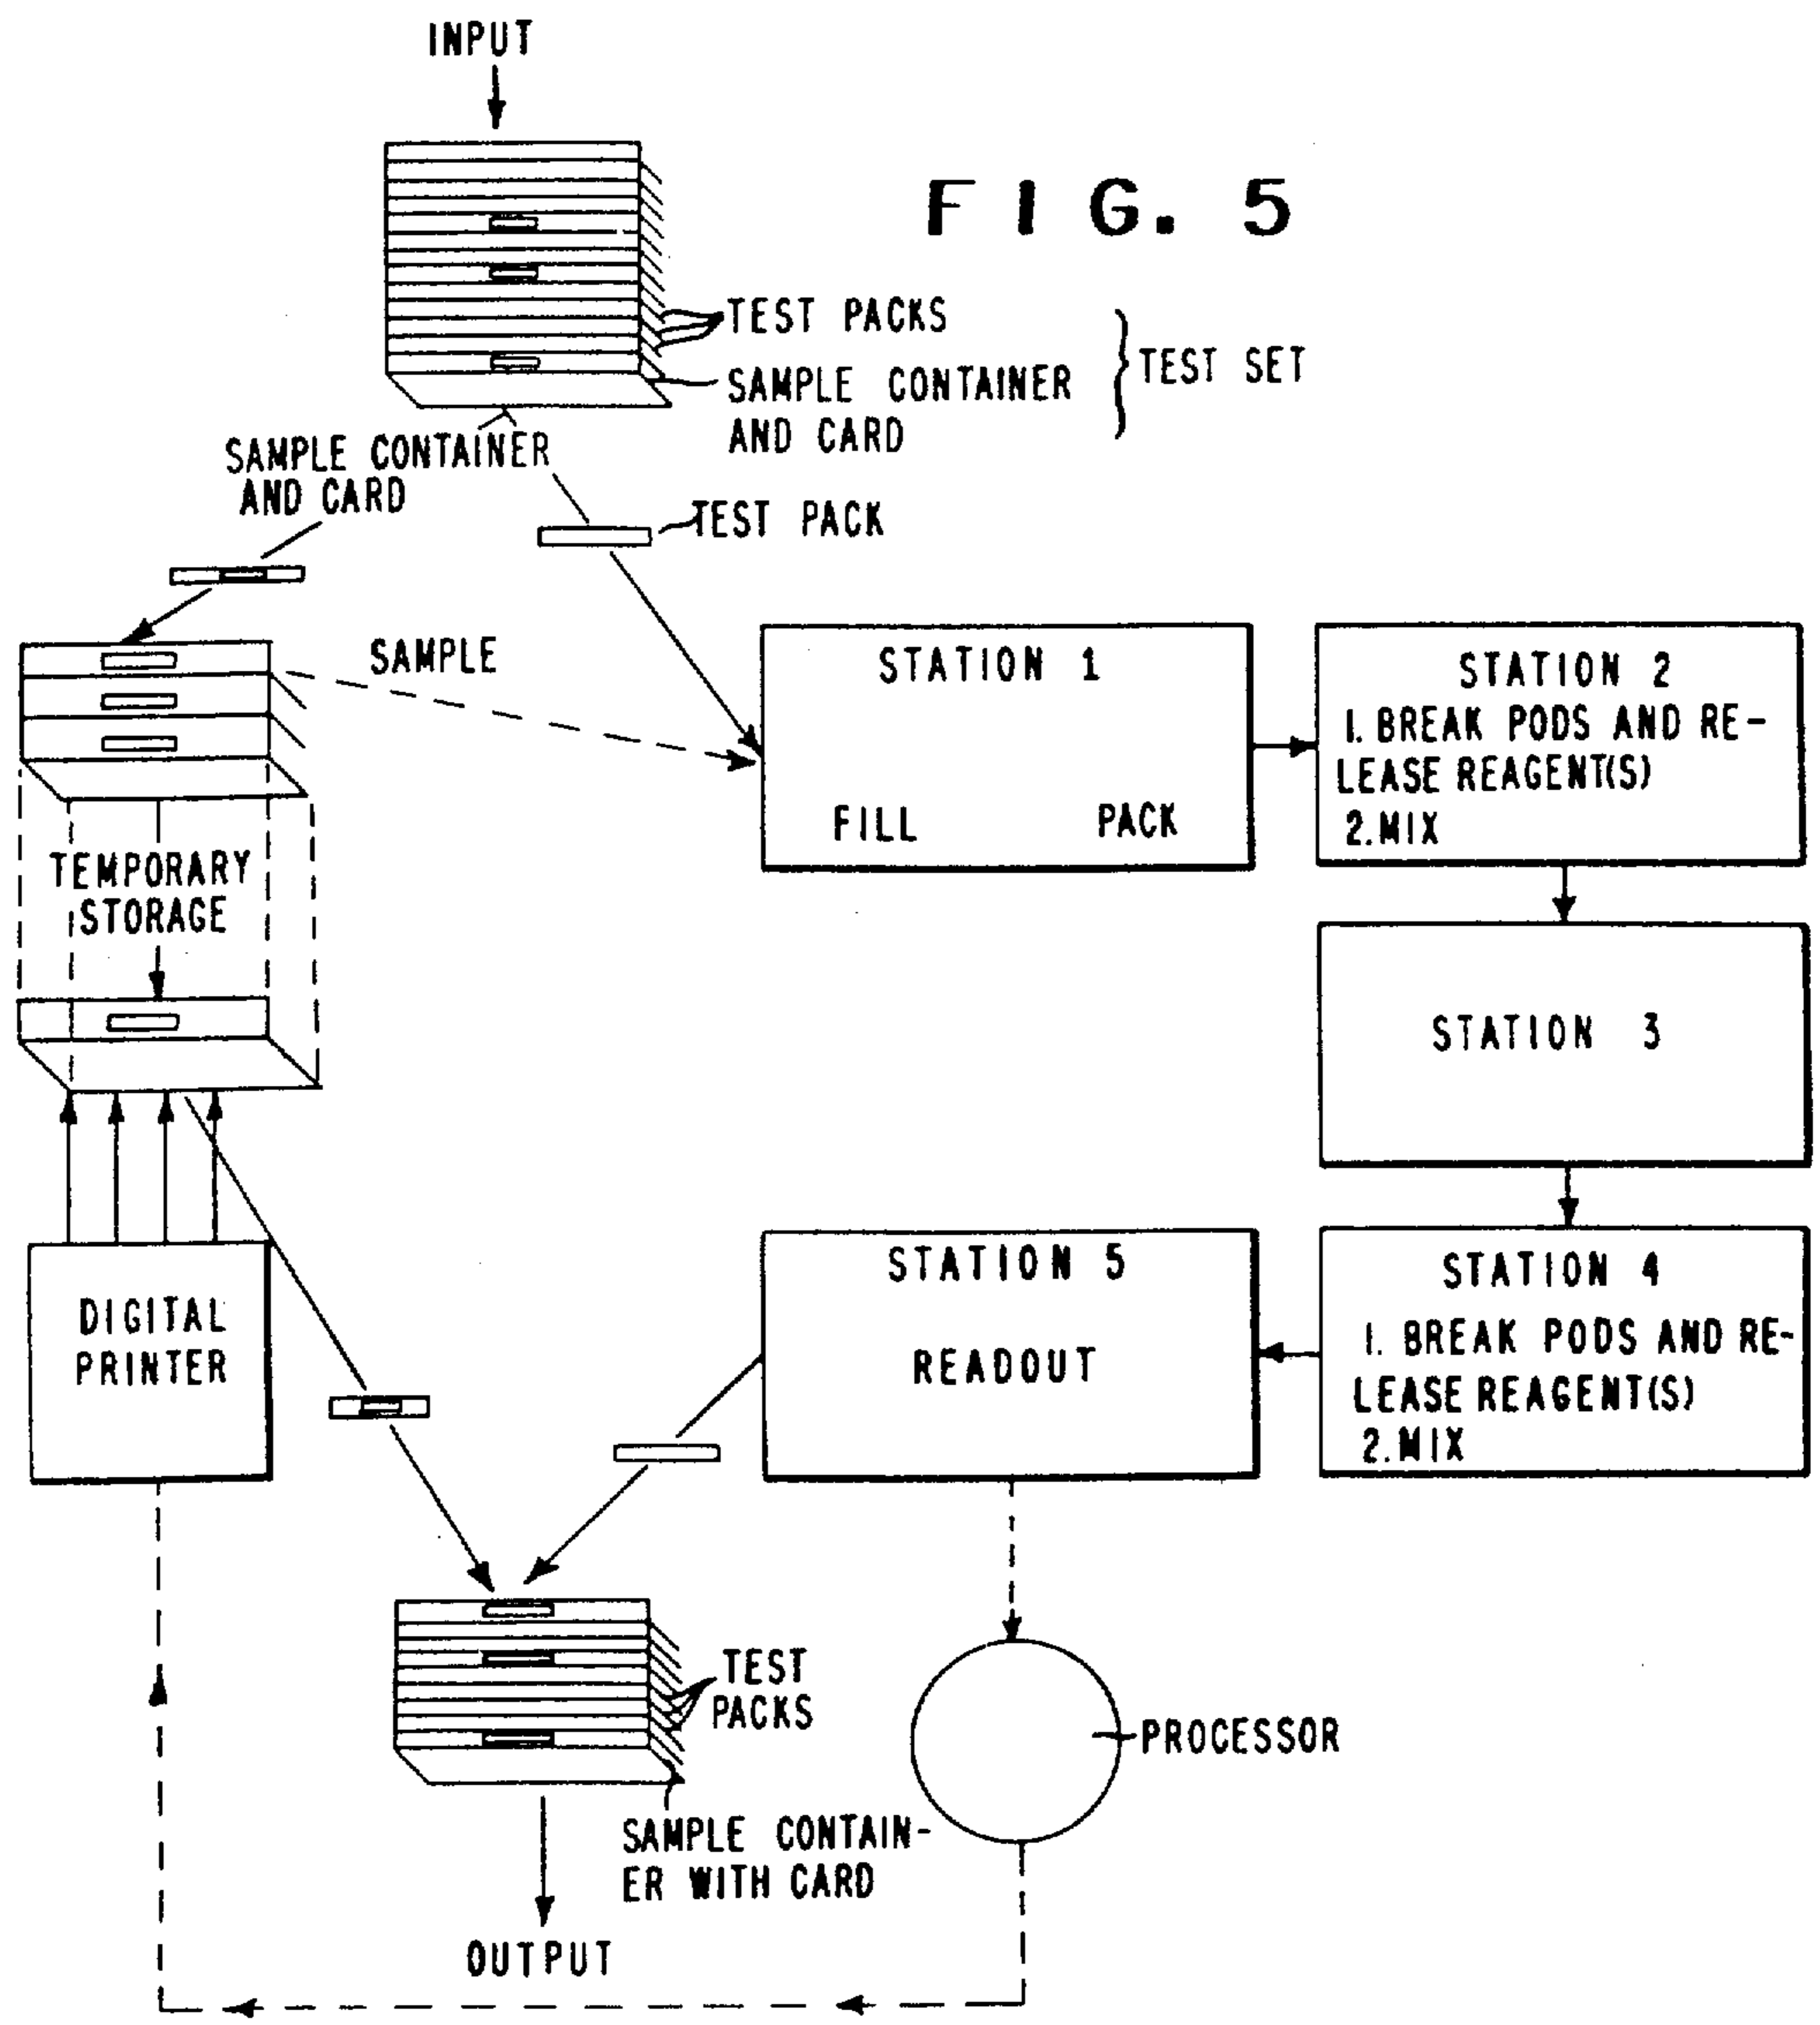 INPUT
F I G. 5
TEST PACKS
SAMPLE CONTAINER
AND CARD
TEST SET
SAMPLE CONTAINER
AND CARD
TEST PACK
SAMPLE
STATION 1
FILL PACK
STATION 2
1. BREAK PODS AND RE-
LEASE REAGENT(S)
2. MIX
TEMPORARY
STORAGE
STATION 3
DIGITAL
PRINTER
STATION 5
READOUT
STATION 4
1. BREAK PODS AND RE-
LEASE REAGENT(S)
2. MIX
TEST
PACKS
PROCESSOR
SAMPLE CONTAIN-
ER WITH CARD
OUTPUT